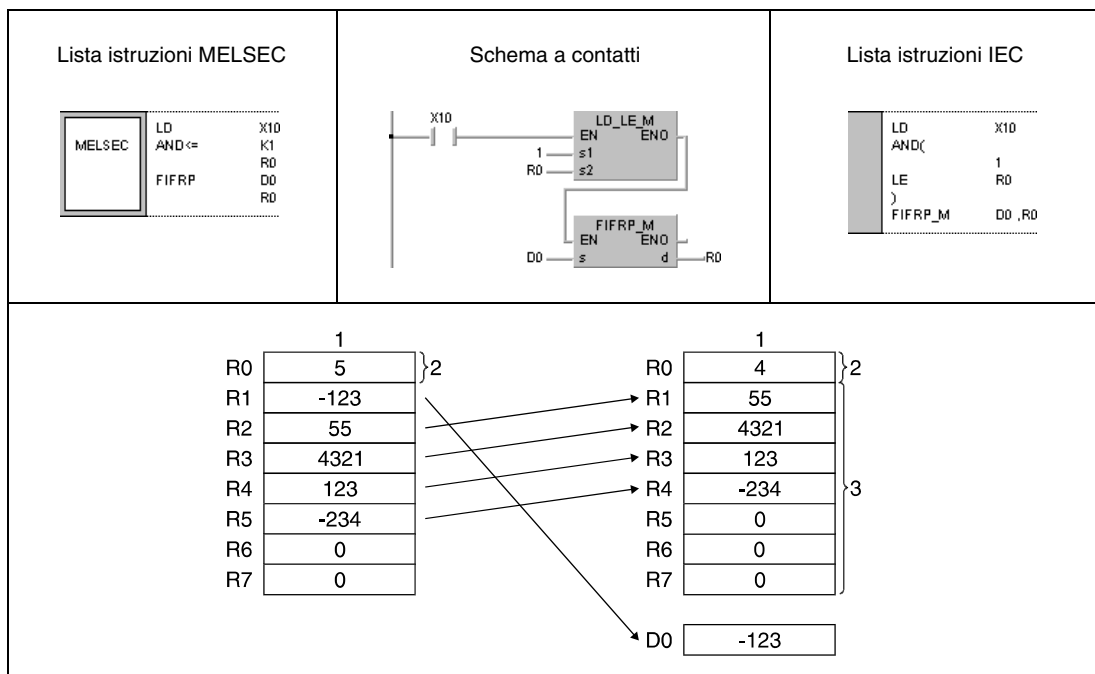 Lista istruzioni MELSEC
Schema a contatti
Lista istruzioni IEC
MELSEC
LD X10
AND<= K1
R0
FIFRP D0
R0
X10
LD_LE_M
EN ENO
1 s1
R0 s2
FIFRP_M
EN ENO
D0 s d R0
LD X10
AND(
1
LE R0
)
FIFRP_M D0 ,R0
1 1
R0 5 2 R0 4 2
R1 -123 R1 55
R2 55 R2 4321
R3 4321 R3 123
R4 123 R4 -234 3
R5 -234 R5 0
R6 0 R6 0
R7 0 R7 0
D0 -123